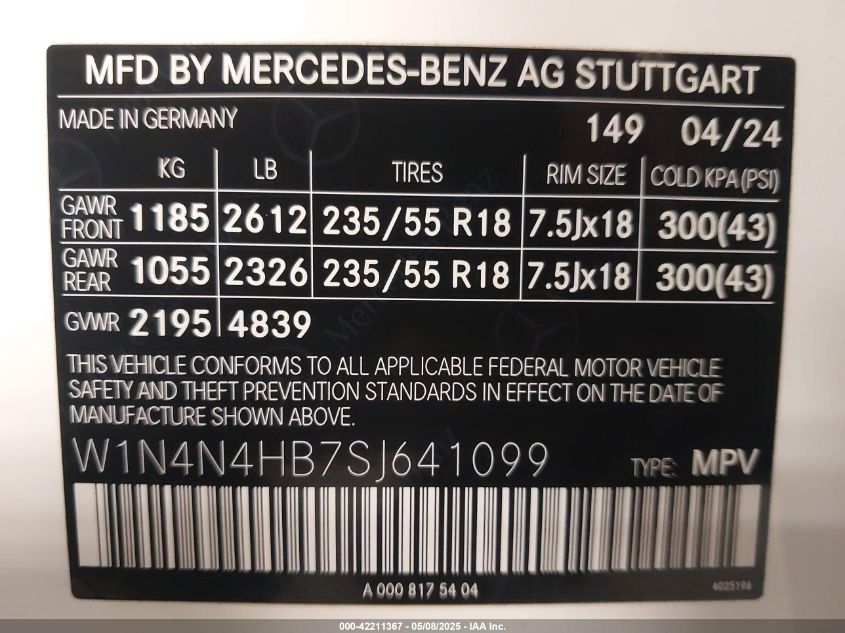 MFD BY MERCEDES-BENZ AG STUTTGART
MADE IN GERMANY 149 04/24
KG LB TIRES RIM SIZE COLD KPA (PSI)
GAWR FRONT 1185 2612 235/55 R18 7.5Jx18 300(43)
GAWR REAR 1055 2326 235/55 R18 7.5Jx18 300(43)
GVWR 2195 4839
THIS VEHICLE CONFORMS TO ALL APPLICABLE FEDERAL MOTOR VEHICLE
SAFETY AND THEFT PREVENTION STANDARDS IN EFFECT ON THE DATE OF
MANUFACTURE SHOWN ABOVE.
W1N4N4HB7SJ641099 TYPE: MPV
A 000 817 54 04 4025196
000-42211367 - 05/08/2025 - IAA Inc.